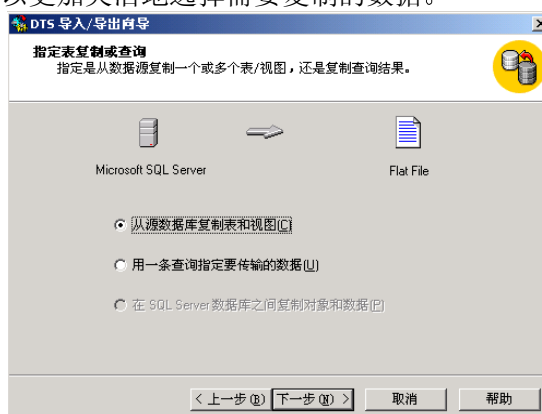 DTS 导入/导出向导
指定表复制或查询
指定是从数据源复制一个或多个表/视图，还是复制查询结果。
Microsoft SQL Server
Flat File
从源数据库复制表和视图(C)
用一条查询指定要传输的数据(U)
在 SQL Server 数据库之间复制对象和数据(P)
< 上一步(B) 下一步(N) > 取消 帮助